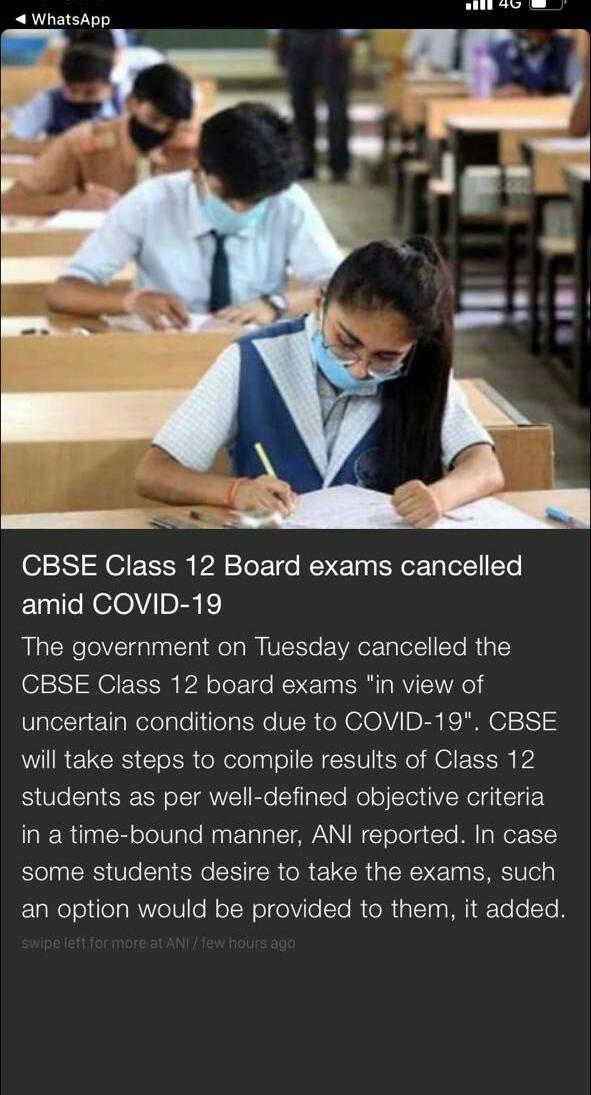 4G
◄ WhatsApp
CBSE Class 12 Board exams cancelled
amid COVID-19
The government on Tuesday cancelled the
CBSE Class 12 board exams "in view of
uncertain conditions due to COVID-19". CBSE
will take steps to compile results of Class 12
students as per well-defined objective criteria
in a time-bound manner, ANI reported. In case
some students desire to take the exams, such
an option would be provided to them, it added.
swipe left for more at ANI / few hours ago